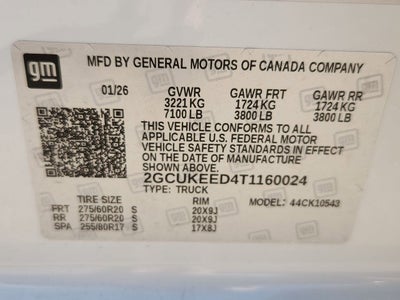 gm
MFD BY GENERAL MOTORS OF CANADA COMPANY
01/26 GVWR GAWR FRT GAWR RR
3221 KG 1724 KG 1724 KG
7100 LB 3800 LB 3800 LB
THIS VEHICLE CONFORMS TO ALL
APPLICABLE U.S. FEDERAL MOTOR
VEHICLE SAFETY STANDARDS IN EFFECT
ON THE DATE OF MANUFACTURE
SHOWN ABOVE.
2GCUKEED4T1160024
TYPE: TRUCK MODEL: 44CK10543
TIRE SIZE RIM
FRT 275/60R20 S 20X9J
RR 275/60R20 S 20X9J
SPA 255/80R17 S 17X8J